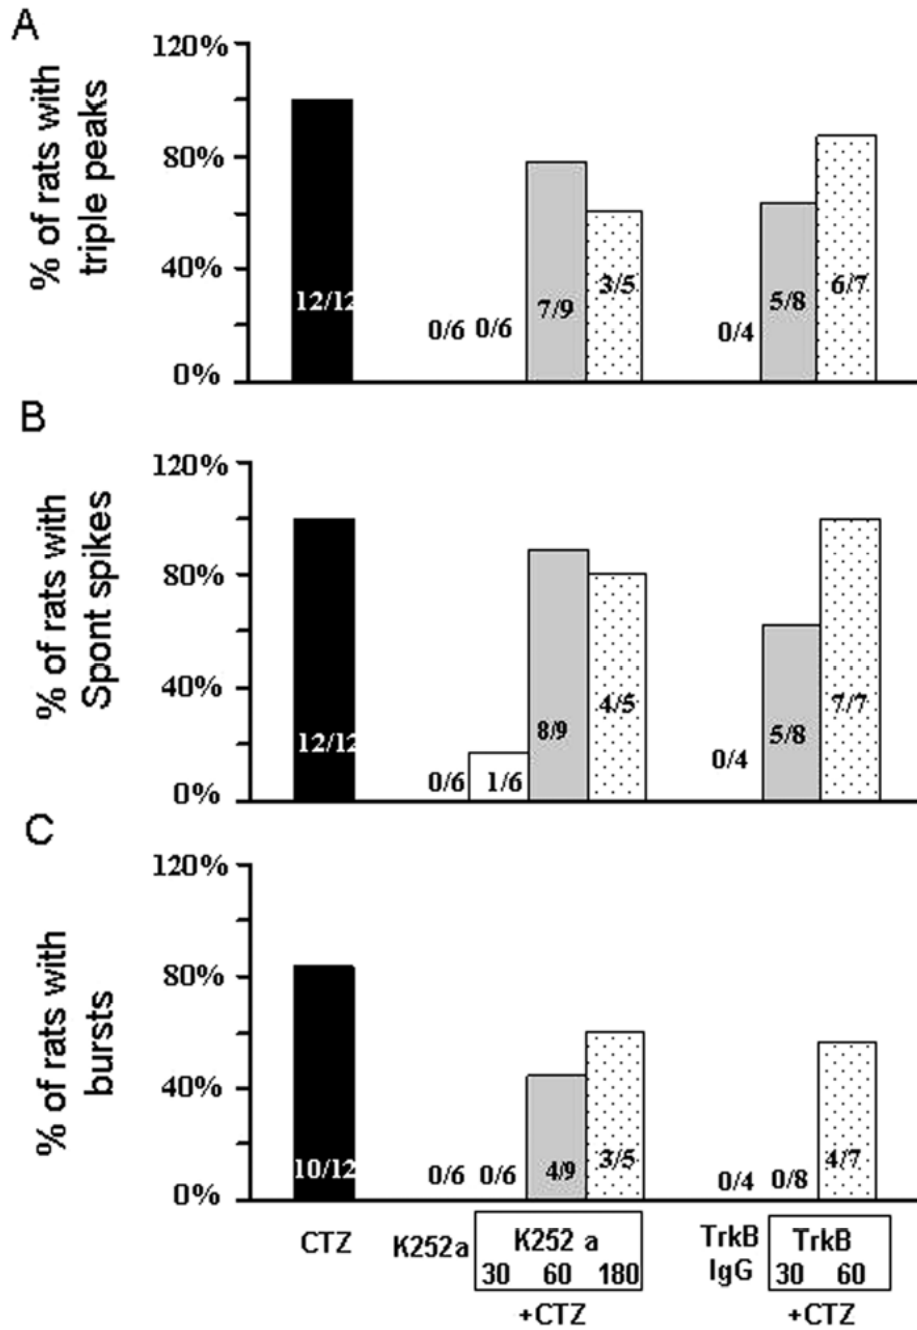 A
% of rats with
triple peaks
120%
80%
40%
0%
12/12
0/6
0/6
7/9
3/5
0/4
5/8
6/7
B
% of rats with
Spont spikes
120%
80%
40%
0%
12/12
0/6
1/6
8/9
4/5
0/4
5/8
7/7
C
% of rats with
bursts
120%
80%
40%
0%
10/12
0/6
0/6
4/9
3/5
0/4
0/8
4/7
CTZ
K252a
K252 a
30 60 180
+CTZ
TrkB
IgG
TrkB
30 60
+CTZ